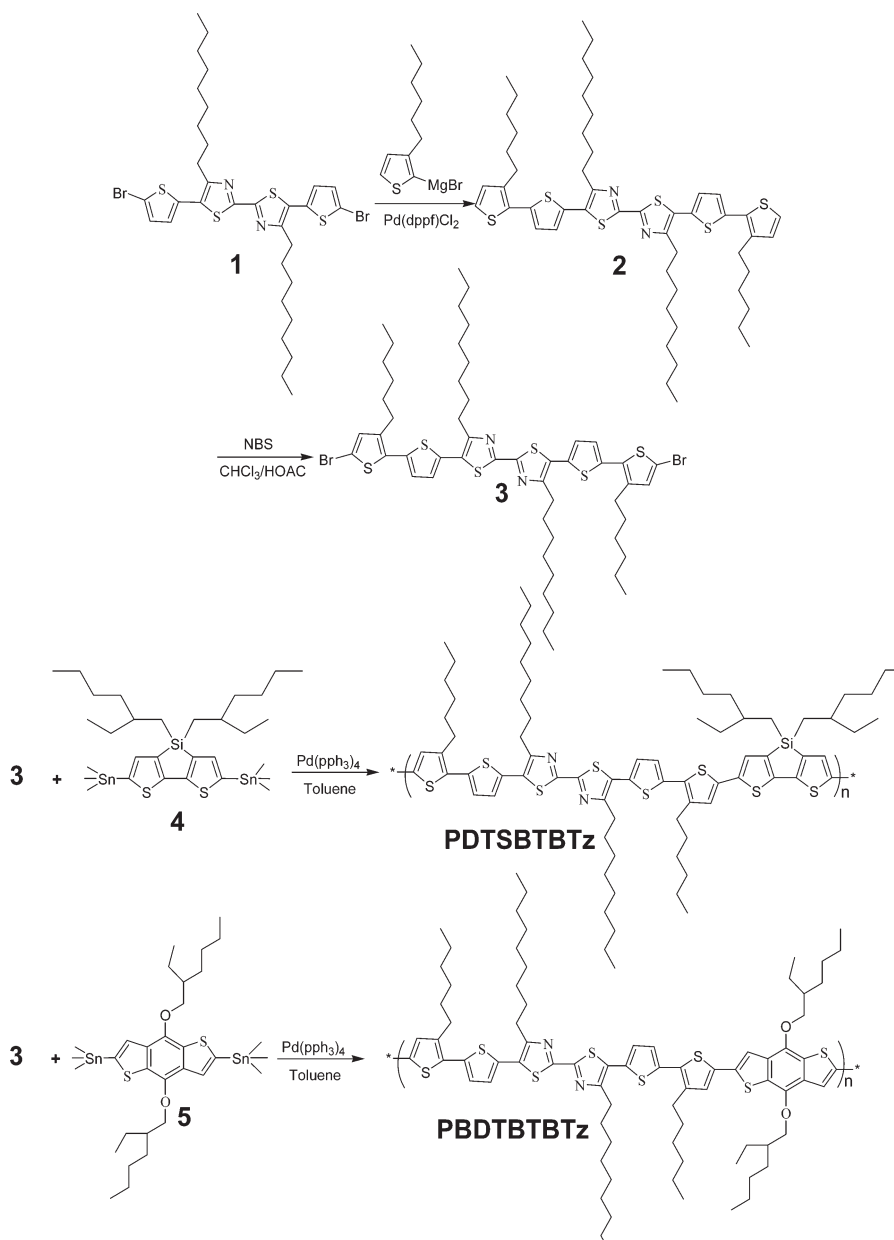 Br
S
N
S
S
N
S
Br
1
S
MgBr
Pd(dppf)Cl2
S
S
N
S
S
N
S
S
2
NBS
CHCl3/HOAC
Br
S
S
N
S
S
N
S
S
Br
3
3 + Sn S Si S Sn
4
Pd(pph3)4
Toluene
* ( S S N S S N S S S Si S ) n *
PDTSBTBTz
3 + Sn S O O S Sn
5
Pd(pph3)4
Toluene
* ( S S N S S N S S S O O S ) n *
PBDTBTBTz